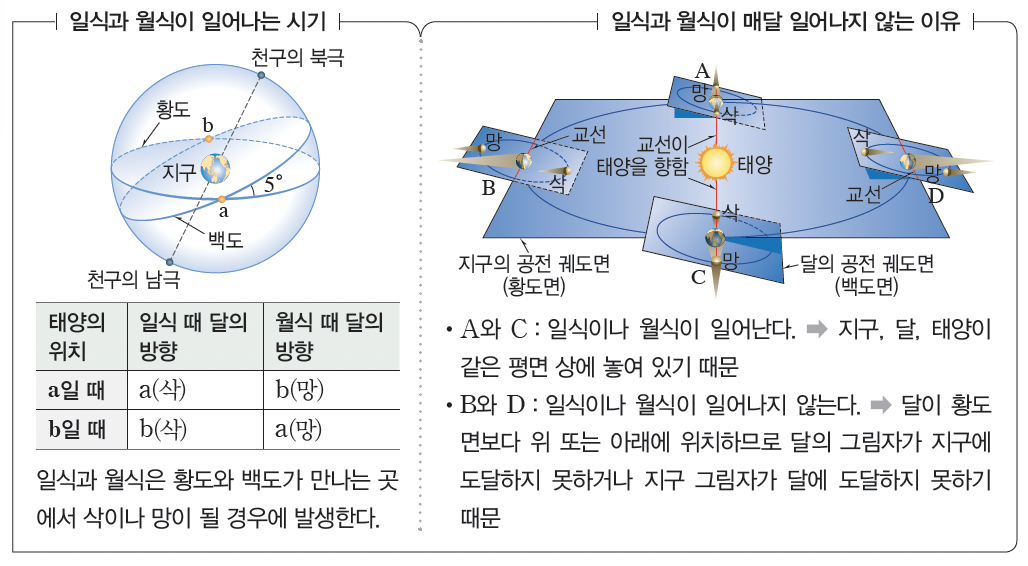 일식과 월식이 일어나는 시기
천구의 북극
황도
b
지구
5°
a
백도
천구의 남극
태양의 위치
일식 때 달의 방향
월식 때 달의 방향
a일 때
a(삭)
b(망)
b일 때
b(삭)
a(망)
일식과 월식은 황도와 백도가 만나는 곳
에서 삭이나 망이 될 경우에 발생한다.
일식과 월식이 매달 일어나지 않는 이유
A
망
삭
망
교선
삭
B
교선이
태양을 향함
태양
삭
망
교선
D
삭
망
C
지구의 공전 궤도면
(황도면)
달의 공전 궤도면
(백도면)
• A와 C : 일식이나 월식이 일어난다. ➡ 지구, 달, 태양이
같은 평면 상에 놓여 있기 때문
• B와 D : 일식이나 월식이 일어나지 않는다. ➡ 달이 황도
면보다 위 또는 아래에 위치하므로 달의 그림자가 지구에
도달하지 못하거나 지구 그림자가 달에 도달하지 못하기
때문